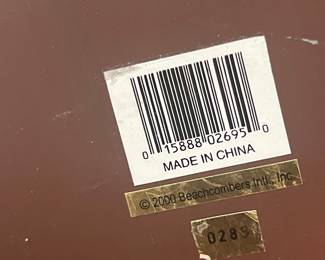 0 15888 02695 0
MADE IN CHINA
© 2000 Beachcombers Intl., Inc.
0283